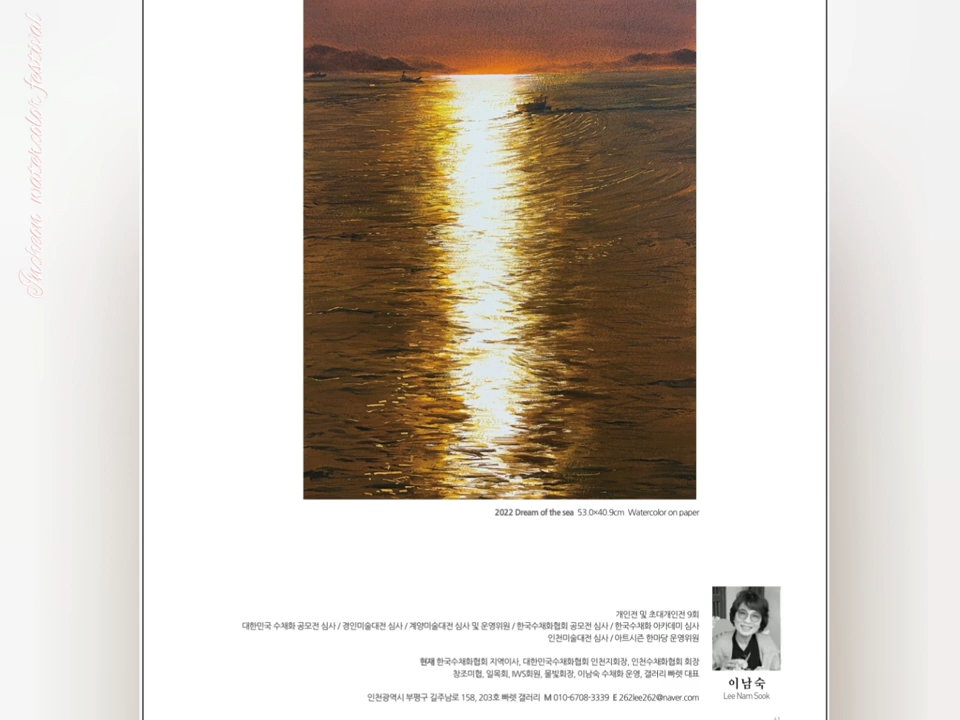 Incheon watercolor festival
2022 Dream of the sea 53.0×40.9cm Watercolor on paper
개인전 및 초대개인전 9회
대한민국 수채화 공모전 심사 / 경인미술대전 심사 / 계양미술대전 심사 및 운영위원 / 한국수채화협회 공모전 심사 / 한국수채화 아카데미 심사
인천미술대전 심사 / 아트시즌 한마당 운영위원
현재 한국수채화협회 지역이사, 대한민국수채화협회 인천지회장, 인천수채화협회 회장
창조미협, 일목회, IWS회원, 물빛회장, 이남숙 수채화 운영, 갤러리 빠렛 대표
인천광역시 부평구 길주남로 158, 203호 빠렛 갤러리 M 010-6708-3339 E 262lee262@naver.com
이남숙
Lee Nam Sook